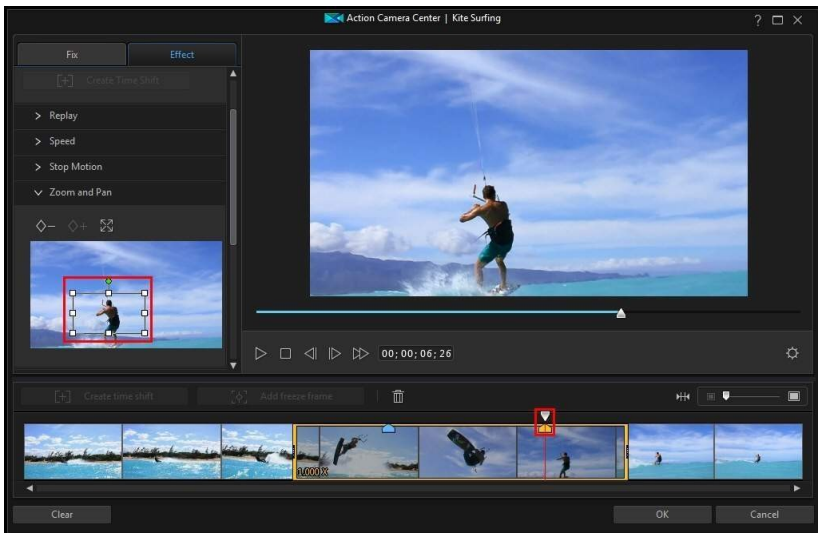 Action Camera Center | Kite Surfing
Fix
Effect
[+] Create Time Shift
> Replay
> Speed
> Stop Motion
Zoom and Pan
00; 00; 06; 26
[+] Create time shift
Add freeze frame
1.000 X
Clear
OK
Cancel